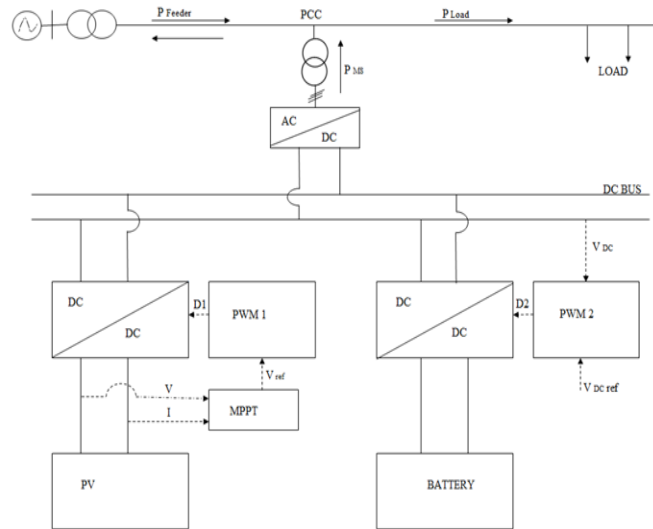 P Feeder
PCC
P Load
P MS
LOAD
AC
DC
DC BUS
V DC
DC
DC
D1
PWM 1
DC
DC
D2
PWM 2
V ref
V DC ref
V
I
MPPT
PV
BATTERY